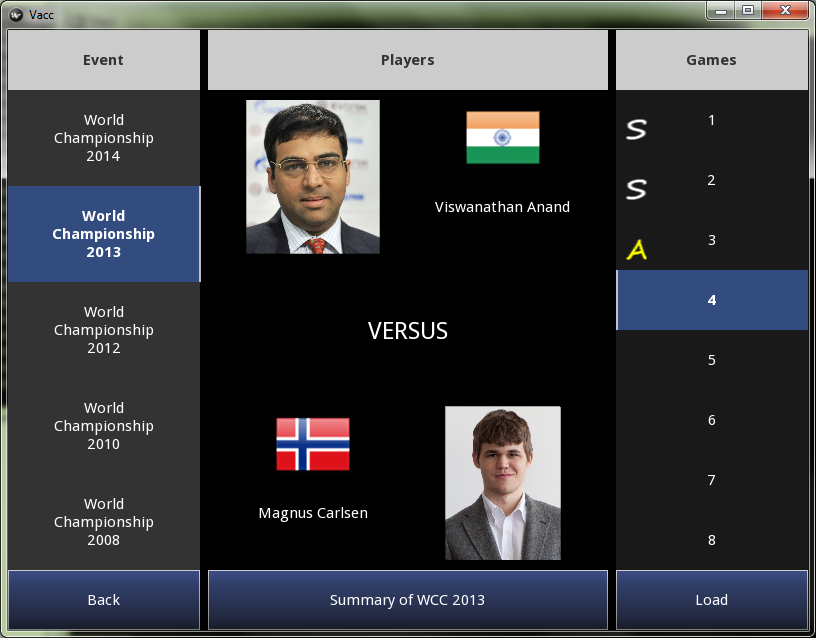 Vacc
Event
Players
Games
World
Championship
2014
World
Championship
2013
World
Championship
2012
World
Championship
2010
World
Championship
2008
Viswanathan Anand
VERSUS
Magnus Carlsen
S 1
S 2
A 3
4
5
6
7
8
Back
Summary of WCC 2013
Load